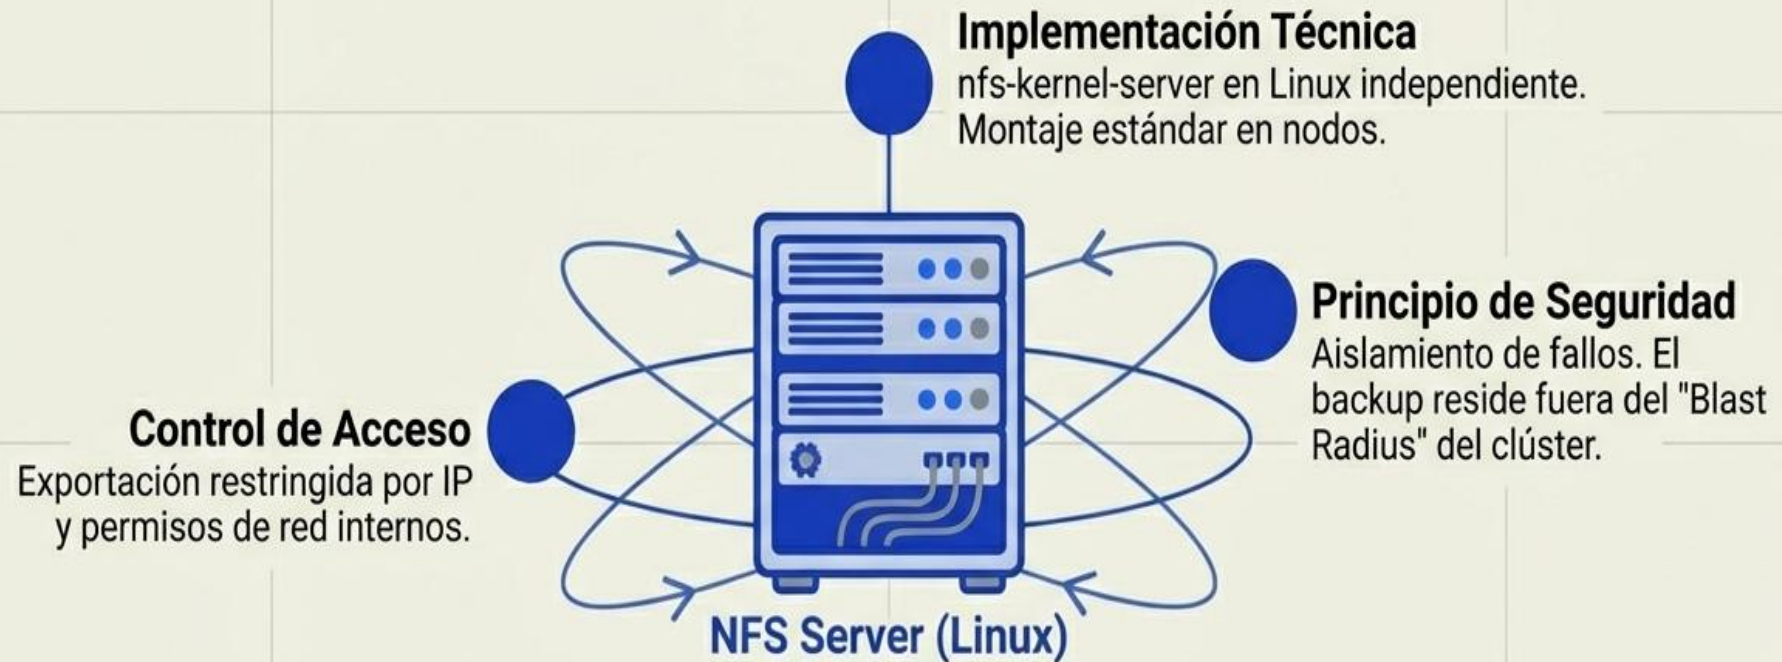 Implementación Técnica
nfs-kernel-server en Linux independiente.
Montaje estándar en nodos.
Principio de Seguridad
Aislamiento de fallos. El
backup reside fuera del "Blast
Radius" del clúster.
Control de Acceso
Exportación restringida por IP
y permisos de red internos.
NFS Server (Linux)